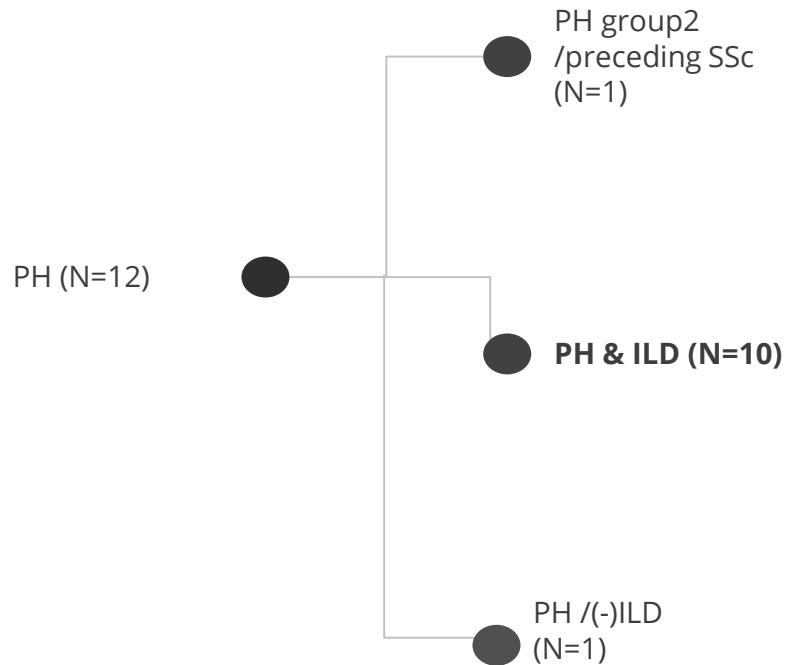 PH group2
/preceding SSc
(N=1)
PH (N=12)
PH & ILD (N=10)
PH /(-)ILD
(N=1)